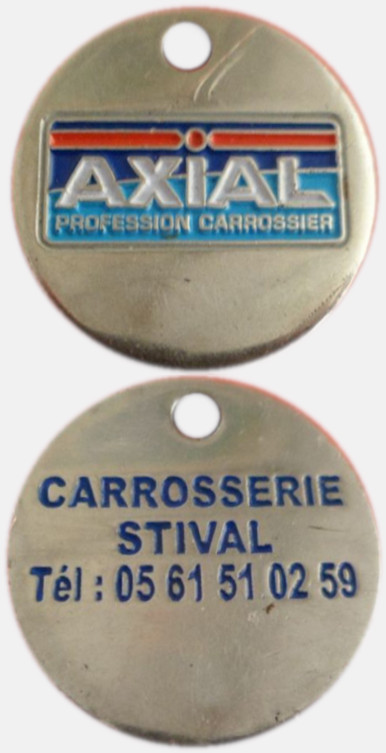 AXIAL
PROFESSION CARROSSIER
CARROSSERIE
STIVAL
Tél : 05 61 51 02 59